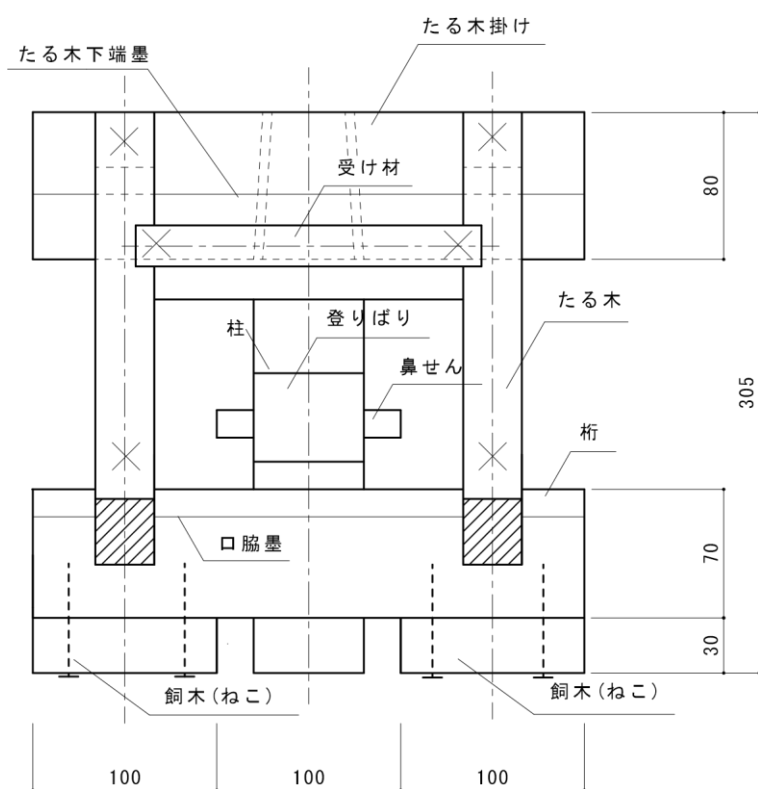 たる木掛け
たる木下端墨
受け材
80
柱
登りばり
たる木
鼻せん
305
桁
口脇墨
70
30
飼木(ねこ)
飼木(ねこ)
100
100
100